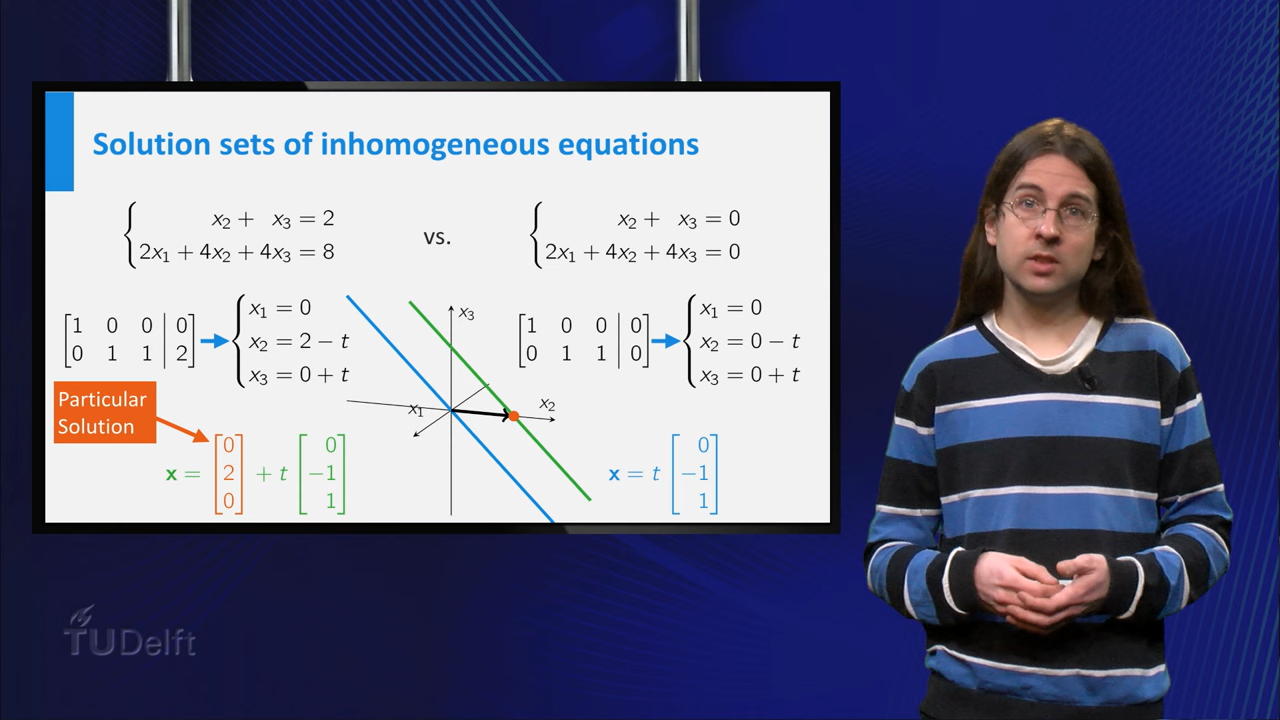 Solution sets of inhomogeneous equations
x₂ + x₃ = 2
2x₁ + 4x₂ + 4x₃ = 8
vs.
x₂ + x₃ = 0
2x₁ + 4x₂ + 4x₃ = 0
[1 0 0 | 0]
[0 1 1 | 2]
x₁ = 0
x₂ = 2 − t
x₃ = 0 + t
x₃
x₁
x₂
[1 0 0 | 0]
[0 1 1 | 0]
x₁ = 0
x₂ = 0 − t
x₃ = 0 + t
Particular
Solution
x = [0 2 0] + t [0 −1 1]
x = t [0 −1 1]
TUDelft